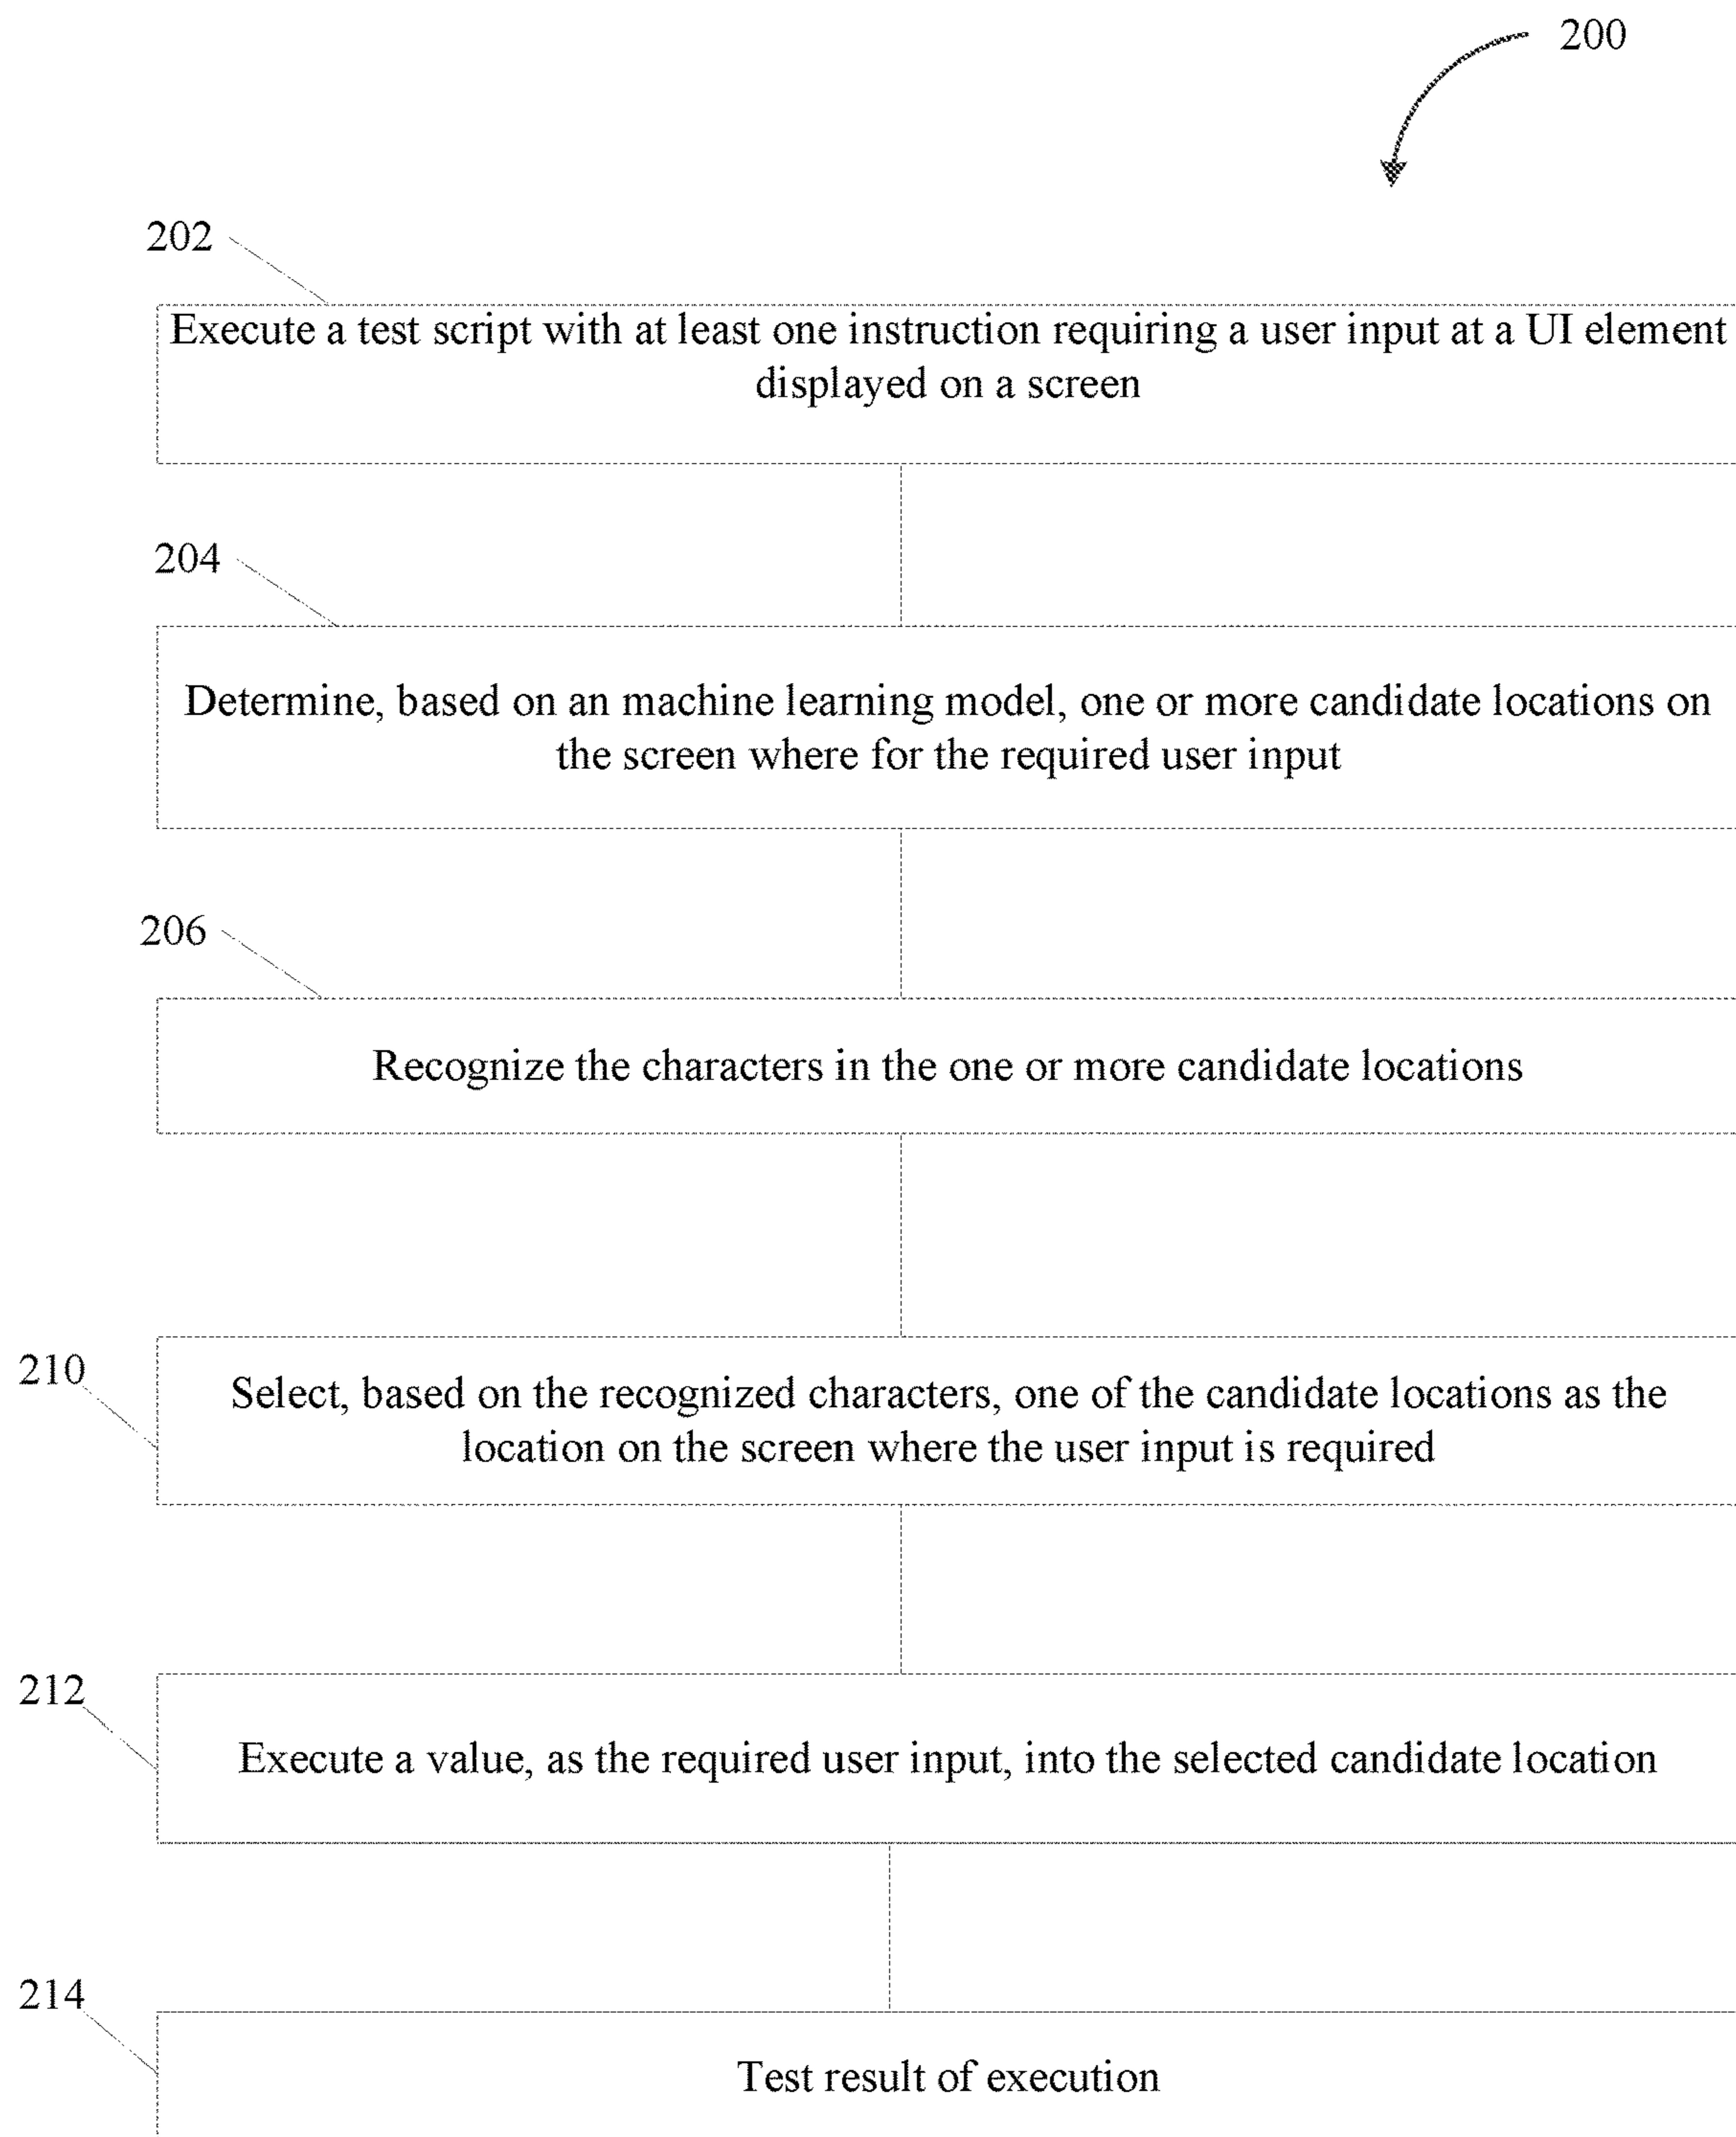 200
202
Execute a test script with at least one instruction requiring a user input at a UI element
displayed on a screen
204
Determine, based on an machine learning model, one or more candidate locations on
the screen where for the required user input
206
Recognize the characters in the one or more candidate locations
210
Select, based on the recognized characters, one of the candidate locations as the
location on the screen where the user input is required
212
Execute a value, as the required user input, into the selected candidate location
214
Test result of execution